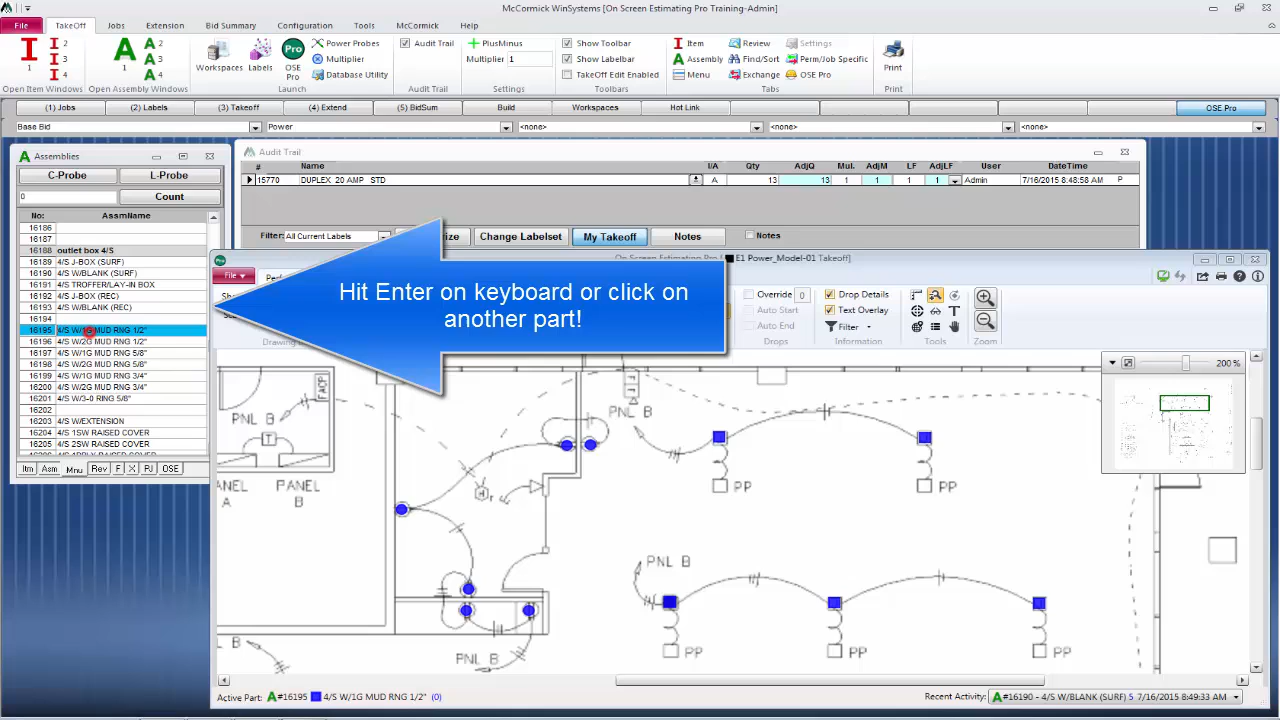 McCormick WinSystems [On Screen Estimating Pro Training-Admin]
File TakeOff Jobs Extension Bid Summary Configuration Tools McCormick Help
I 1 I 2 I 3 I 4 Open Item Windows
A 1 A 2 A 3 A 4 Open Assembly Windows
Workspaces Labels OSE Pro Power Probes Multiplier Database Utility Launch
Audit Trail Audit Trail
PlusMinus Multiplier 1 Settings
Show Toolbar Show Labelbar TakeOff Edit Enabled Toolbars
Item Assembly Menu Review Find/Sort Exchange Settings Perm/Job Specific OSE Pro Tabs
Print Print
(1) Jobs (2) Labels (3) Takeoff (4) Extend (5) BidSum Build Workspaces Hot Link OSE Pro
Base Bid Power <none> <none> <none>
Assemblies
C-Probe L-Probe
0 Count
No: AssmName
16186
16187
16188 outlet box 4/S
16189 4/S J-BOX (SURF)
16190 4/S W/BLANK (SURF)
16191 4/S TROFFER/LAY-IN BOX
16192 4/S J-BOX (REC)
16193 4/S W/BLANK (REC)
16194
16195 4/S W/1G MUD RNG 1/2"
16196 4/S W/2G MUD RNG 1/2"
16197 4/S W/1G MUD RNG 5/8"
16198 4/S W/2G MUD RNG 5/8"
16199 4/S W/1G MUD RNG 3/4"
16200 4/S W/2G MUD RNG 3/4"
16201 4/S W/3-0 RING 5/8"
16202
16203 4/S W/EXTENSION
16204 4/S 1SW RAISED COVER
16205 4/S 2SW RAISED COVER
Itm Asm Mnu Rev F X PJ OSE
Audit Trail
# Name I/A Qty AdjQ Mul. AdjM LF AdjLF User DateTime
15770 DUPLEX 20 AMP STD A 13 13 1 1 1 1 Admin 7/16/2015 8:48:58 AM P
Filter: All Current Labels Change Labelset My Takeoff Notes Notes
E1 Power_Model-01 Takeoff]
File
Hit Enter on keyboard or click on
another part!
Override 0 Auto Start Auto End Drops
Drop Details Text Overlay Filter Information
Tools
Zoom
200 %
FACP
PNL B
T
PANEL B
A
PNL B
PP
PP
PNL B
PP
PP
PP
PNL B
Active Part: A #16195 4/S W/1G MUD RNG 1/2" (0)
Recent Activity: A #16190 - 4/S W/BLANK (SURF) 5 7/16/2015 8:49:33 AM